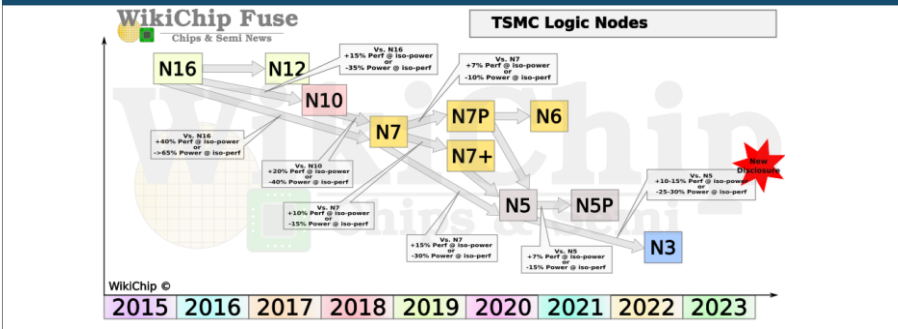 WikiChip Fuse
Chips & Semi News
TSMC Logic Nodes
N16
N12
Vs. N16
+15% Perf @ iso-power
or
-35% Power @ iso-perf
Vs. N7
+7% Perf @ iso-power
or
-10% Power @ iso-perf
N10
N7
N7P
N6
N7+
Vs. N16
+40% Perf @ iso-power
or
->65% Power @ iso-perf
Vs. N10
+20% Perf @ iso-power
or
-40% Power @ iso-perf
New
Disclosure
Vs. N5
+10-15% Perf @ iso-power
or
-25-30% Power @ iso-perf
Vs. N7
+10% Perf @ iso-power
or
-15% Power @ iso-perf
N5
N5P
N3
Vs. N7
+15% Perf @ iso-power
or
-30% Power @ iso-perf
Vs. N5
+7% Perf @ iso-power
or
-15% Power @ iso-perf
WikiChip
Chips & Semi
WikiChip ©
2015 2016 2017 2018 2019 2020 2021 2022 2023